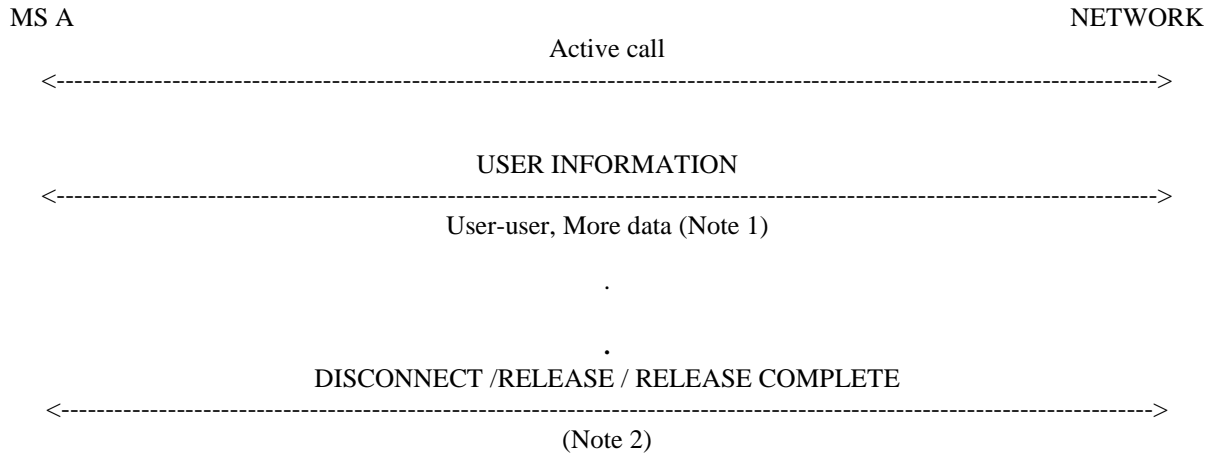 MS A NETWORK
Active call
<----------------------------------------------------------------------------------------------------------------------------->
USER INFORMATION
<----------------------------------------------------------------------------------------------------------------------------->
User-user, More data (Note 1)
.
.
DISCONNECT /RELEASE / RELEASE COMPLETE
<---------------------------------------------------------------------------------------------------------------------------->
(Note 2)